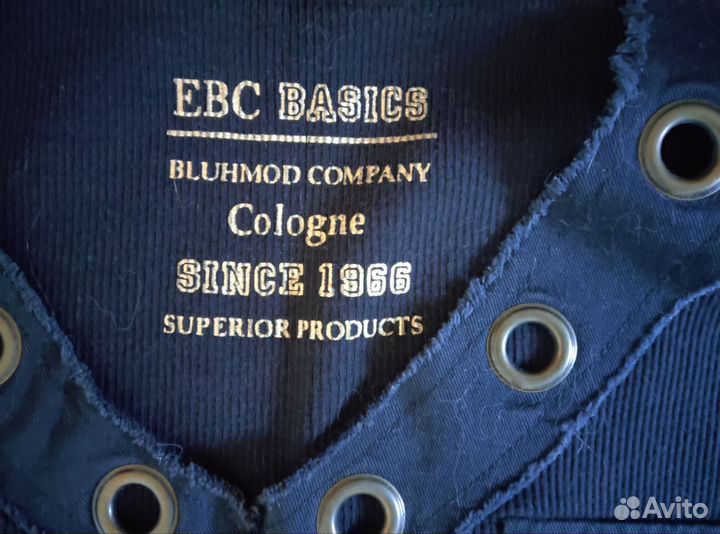 EBC BASICS
BLUHMOD COMPANY
Cologne
SINCE 1966
SUPERIOR PRODUCTS
Avito